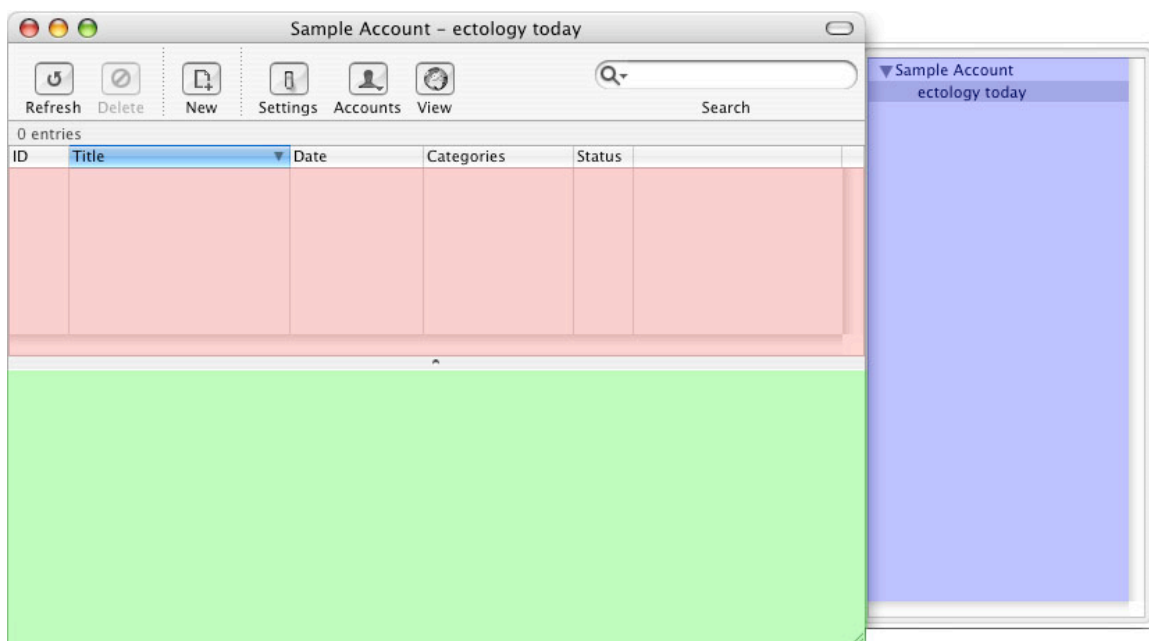 Sample Account – ectology today
Refresh Delete New Settings Accounts View Search
0 entries
ID Title Date Categories Status
Sample Account
ectology today